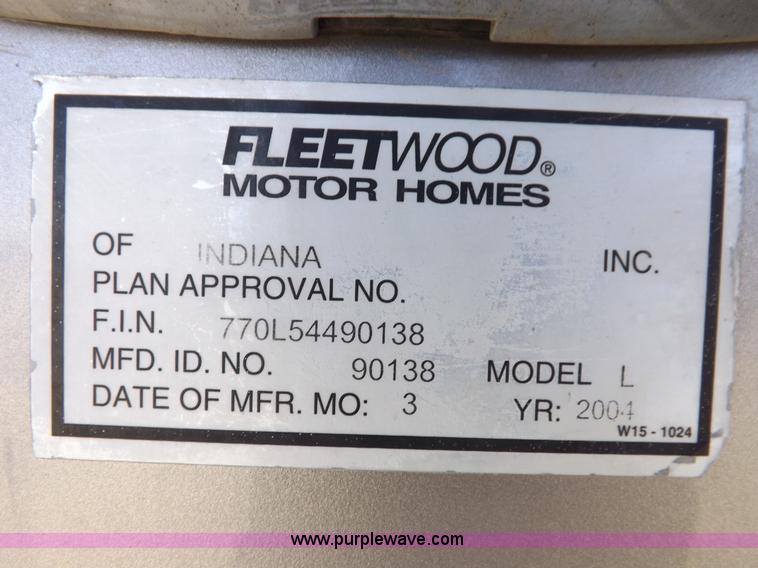 FLEETWOOD®
MOTOR HOMES
OF INDIANA INC.
PLAN APPROVAL NO.
F.I.N. 770L54490138
MFD. ID. NO. 90138 MODEL L
DATE OF MFR. MO: 3 YR: 2004
W15 - 1024
www.purplewave.com